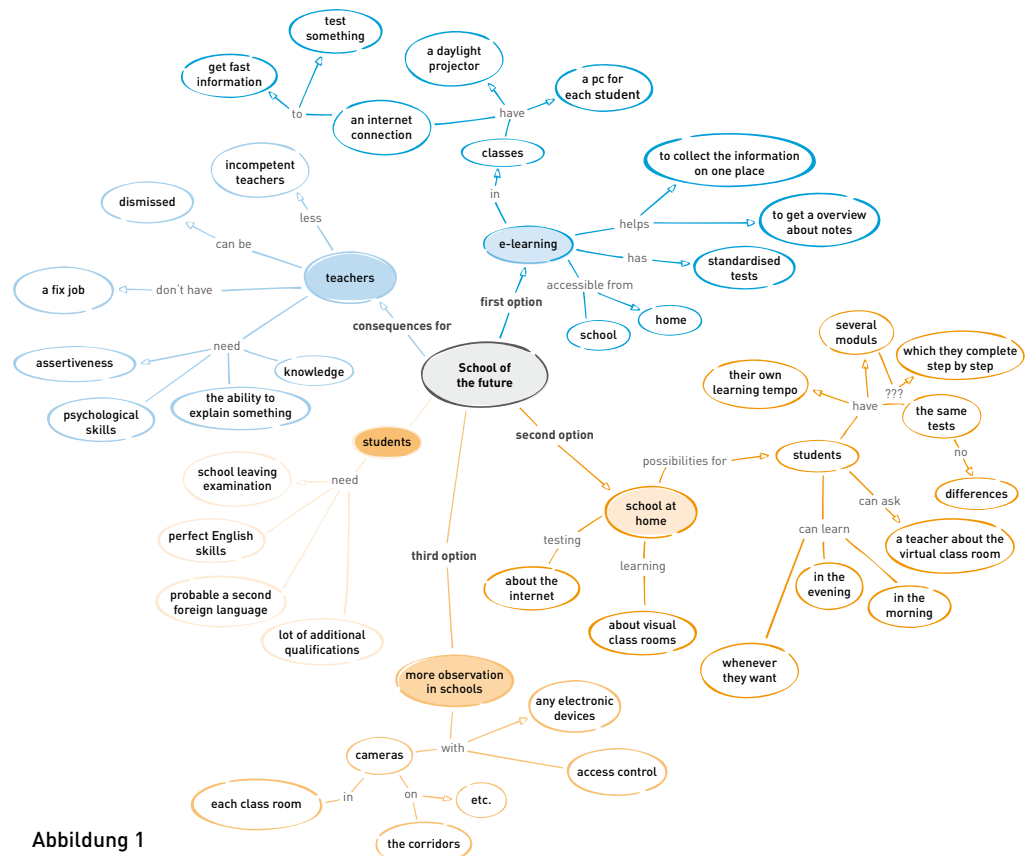 test
something
a daylight
projector
get fast
information
a pc for
each student
to
an internet
connection
have
classes
to collect the information
on one place
incompetent
teachers
in
dismissed
less
helps
to get a overview
about notes
can be
e-learning
has
standardised
tests
teachers
a fix job
don't have
accessible from
first option
home
school
consequences for
several
moduls
which they complete
step by step
need
assertiveness
knowledge
School of
the future
their own
learning tempo
???
have
the same
tests
psychological
skills
the ability to
explain something
second option
students
students
no
possibilities for
school leaving
examination
need
differences
can ask
school at
home
perfect English
skills
can learn
a teacher about the
virtual class room
testing
third option
learning
about the
internet
in the
evening
in the
morning
probable a second
foreign language
lot of additional
qualifications
about visual
class rooms
whenever
they want
more observation
in schools
any electronic
devices
with
cameras
access control
each class room
in
on
etc.
the corridors
Abbildung 1